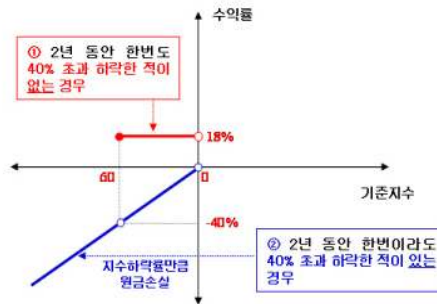 수익률
① 2년 동안 한번도
40% 초과 하락한 적이
없는 경우
18%
60
0
기준지수
-40%
② 2년 동안 한번이라도
40% 초과 하락한 적이 있는
경우
지수하락률만큼
원금손실